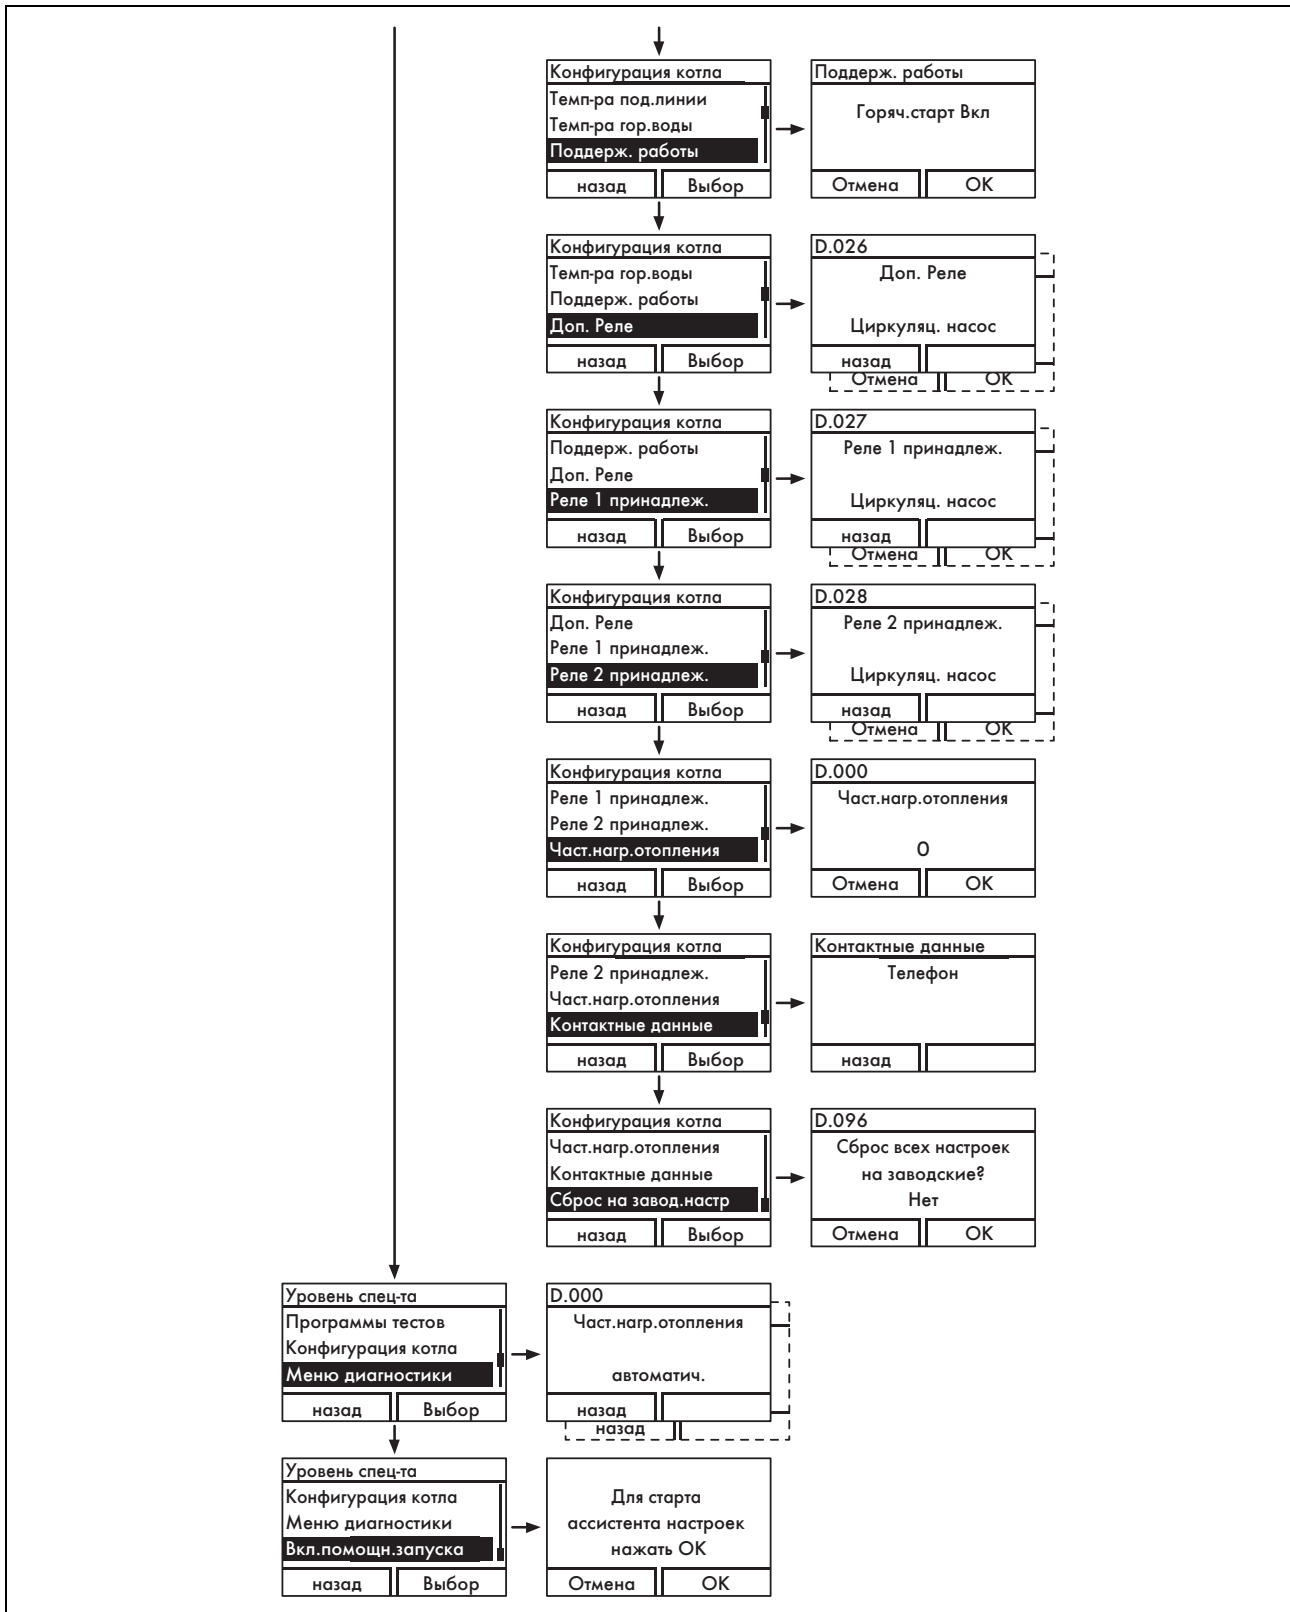 Конфигурация котла
Темп-ра под.линии
Темп-ра гор.воды
Поддерж. работы
назад Выбор
Поддерж. работы
Горяч.старт Вкл
Отмена OK
Конфигурация котла
Темп-ра гор.воды
Поддерж. работы
Доп. Реле
назад Выбор
D.026
Доп. Реле
Циркуляц. насос
назад
Отмена OK
Конфигурация котла
Поддерж. работы
Доп. Реле
Реле 1 принадлеж.
назад Выбор
D.027
Реле 1 принадлеж.
Циркуляц. насос
назад
Отмена OK
Конфигурация котла
Доп. Реле
Реле 1 принадлеж.
Реле 2 принадлеж.
назад Выбор
D.028
Реле 2 принадлеж.
Циркуляц. насос
назад
Отмена OK
Конфигурация котла
Реле 1 принадлеж.
Реле 2 принадлеж.
Част.нагр.отопления
назад Выбор
D.000
Част.нагр.отопления
0
Отмена OK
Конфигурация котла
Реле 2 принадлеж.
Част.нагр.отопления
Контактные данные
назад Выбор
Контактные данные
Телефон
назад
Конфигурация котла
Част.нагр.отопления
Контактные данные
Сброс на завод.настр
назад Выбор
D.096
Сброс всех настроек
на заводские?
Нет
Отмена OK
Уровень спец-та
Программы тестов
Конфигурация котла
Меню диагностики
назад Выбор
D.000
Част.нагр.отопления
автоматич.
назад
назад
Уровень спец-та
Конфигурация котла
Меню диагностики
Вкл.помощн.запуска
назад Выбор
Для старта
ассистента настроек
нажать OK
Отмена OK